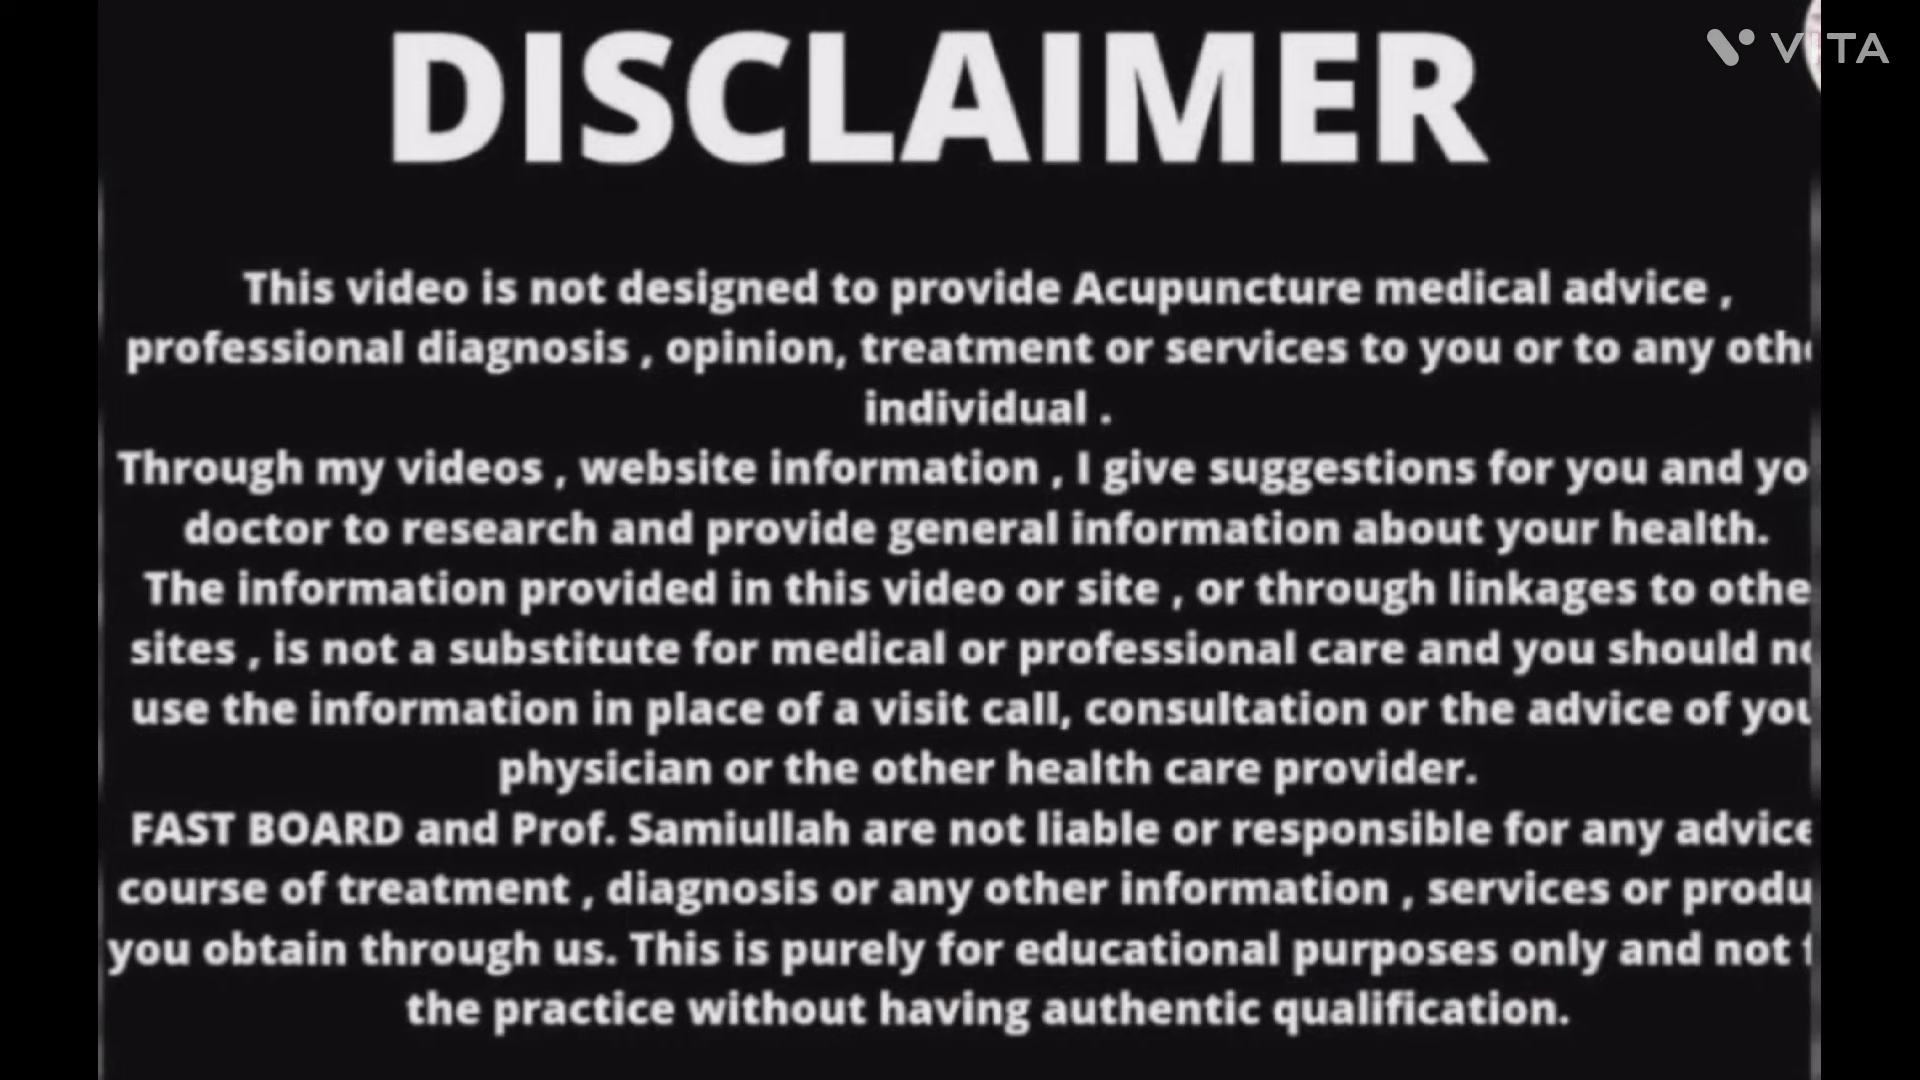 DISCLAIMER
VITA
This video is not designed to provide Acupuncture medical advice ,
professional diagnosis , opinion, treatment or services to you or to any
individual .
Through my videos , website information , I give suggestions for you and
doctor to research and provide general information about your health.
The information provided in this video or site , or through linkages to
sites , is not a substitute for medical or professional care and you should
use the information in place of a visit call, consultation or the advice of
physician or the other health care provider.
FAST BOARD and Prof. Samiullah are not liable or responsible for any advice
course of treatment , diagnosis or any other information , services or
you obtain through us. This is purely for educational purposes only and not
the practice without having authentic qualification.